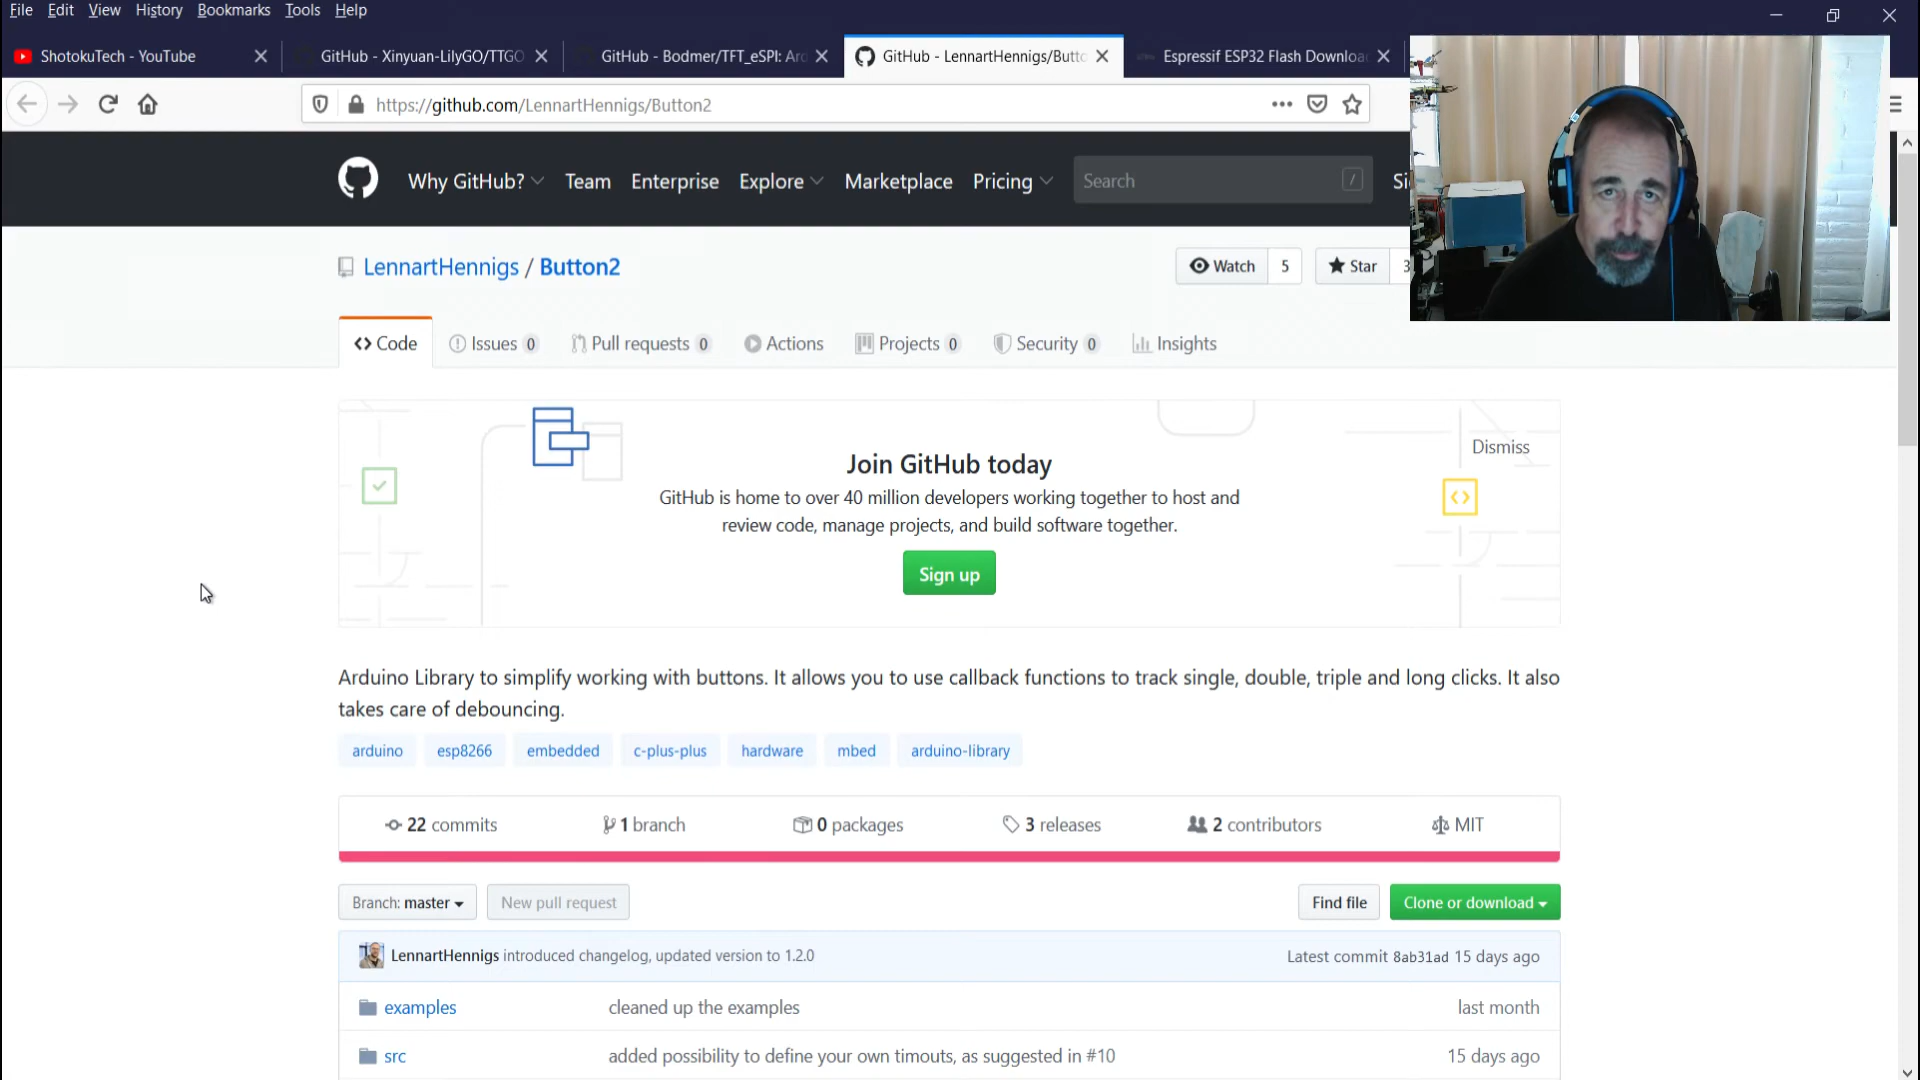 File Edit View History Bookmarks Tools Help
ShotokuTech - YouTube
GitHub - Xinyuan-LilyGO/TTGO
GitHub - Bodmer/TFT_eSPI: Ard
GitHub - LennartHennigs/Butto
Espressif ESP32 Flash Downloa
https://github.com/LennartHennigs/Button2
Why GitHub? Team Enterprise Explore Marketplace Pricing Search /
LennartHennigs / Button2
Watch 5 Star
Code Issues 0 Pull requests 0 Actions Projects 0 Security 0 Insights
Dismiss
Join GitHub today
GitHub is home to over 40 million developers working together to host and
review code, manage projects, and build software together.
Sign up
Arduino Library to simplify working with buttons. It allows you to use callback functions to track single, double, triple and long clicks. It also
takes care of debouncing.
arduino esp8266 embedded c-plus-plus hardware mbed arduino-library
22 commits 1 branch 0 packages 3 releases 2 contributors MIT
Branch: master New pull request Find file Clone or download
LennartHennigs introduced changelog, updated version to 1.2.0 Latest commit 8ab31ad 15 days ago
examples cleaned up the examples last month
src added possibility to define your own timouts, as suggested in #10 15 days ago